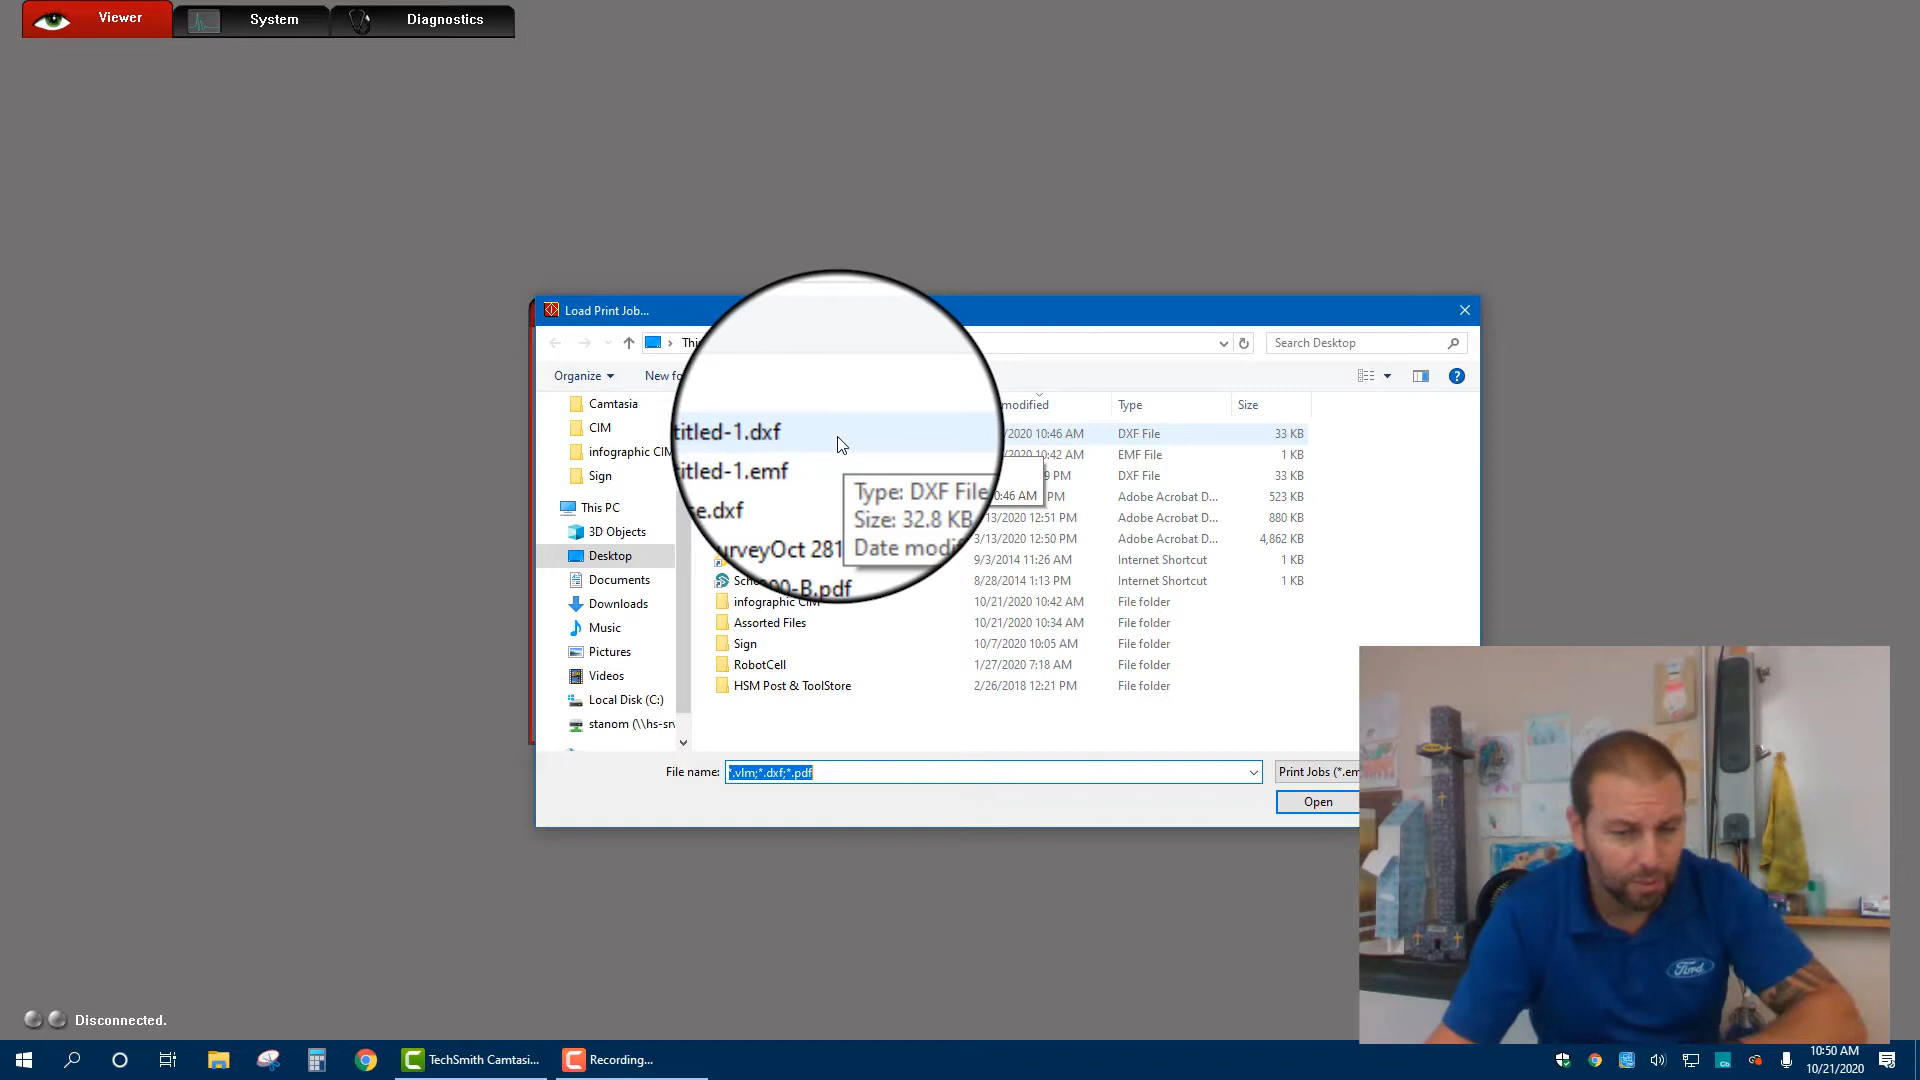 Viewer
System
Diagnostics
Load Print Job...
Search Desktop
Organize
modified
Type
Size
Camtasia
CIM
infographic CIM
Sign
This PC
3D Objects
Desktop
Documents
Downloads
Music
Pictures
Videos
Local Disk (C:)
stanom (\\hs-srv
titled-1.dxf
/2020 10:46 AM
DXF File
33 KB
titled-1.emf
/2020 10:42 AM
EMF File
1 KB
se.dxf
DXF File
33 KB
Adobe Acrobat D...
523 KB
urveyOct 281
13/2020 12:51 PM
Adobe Acrobat D...
880 KB
00-B.pdf
3/13/2020 12:50 PM
Adobe Acrobat D...
4,862 KB
9/3/2014 11:26 AM
Internet Shortcut
1 KB
8/28/2014 1:13 PM
Internet Shortcut
1 KB
infographic CIM
10/21/2020 10:42 AM
File folder
Assorted Files
10/21/2020 10:34 AM
File folder
Sign
10/7/2020 10:05 AM
File folder
RobotCell
1/27/2020 7:18 AM
File folder
HSM Post & ToolStore
2/26/2018 12:21 PM
File folder
Type: DXF File
Size: 32.8 KB
Date modif
0:46 AM
File name:
*.vlm;*.dxf;*.pdf
Print Jobs (*.em
Open
Ford
Disconnected.
TechSmith Camtasi...
Recording...
10:50 AM
10/21/2020